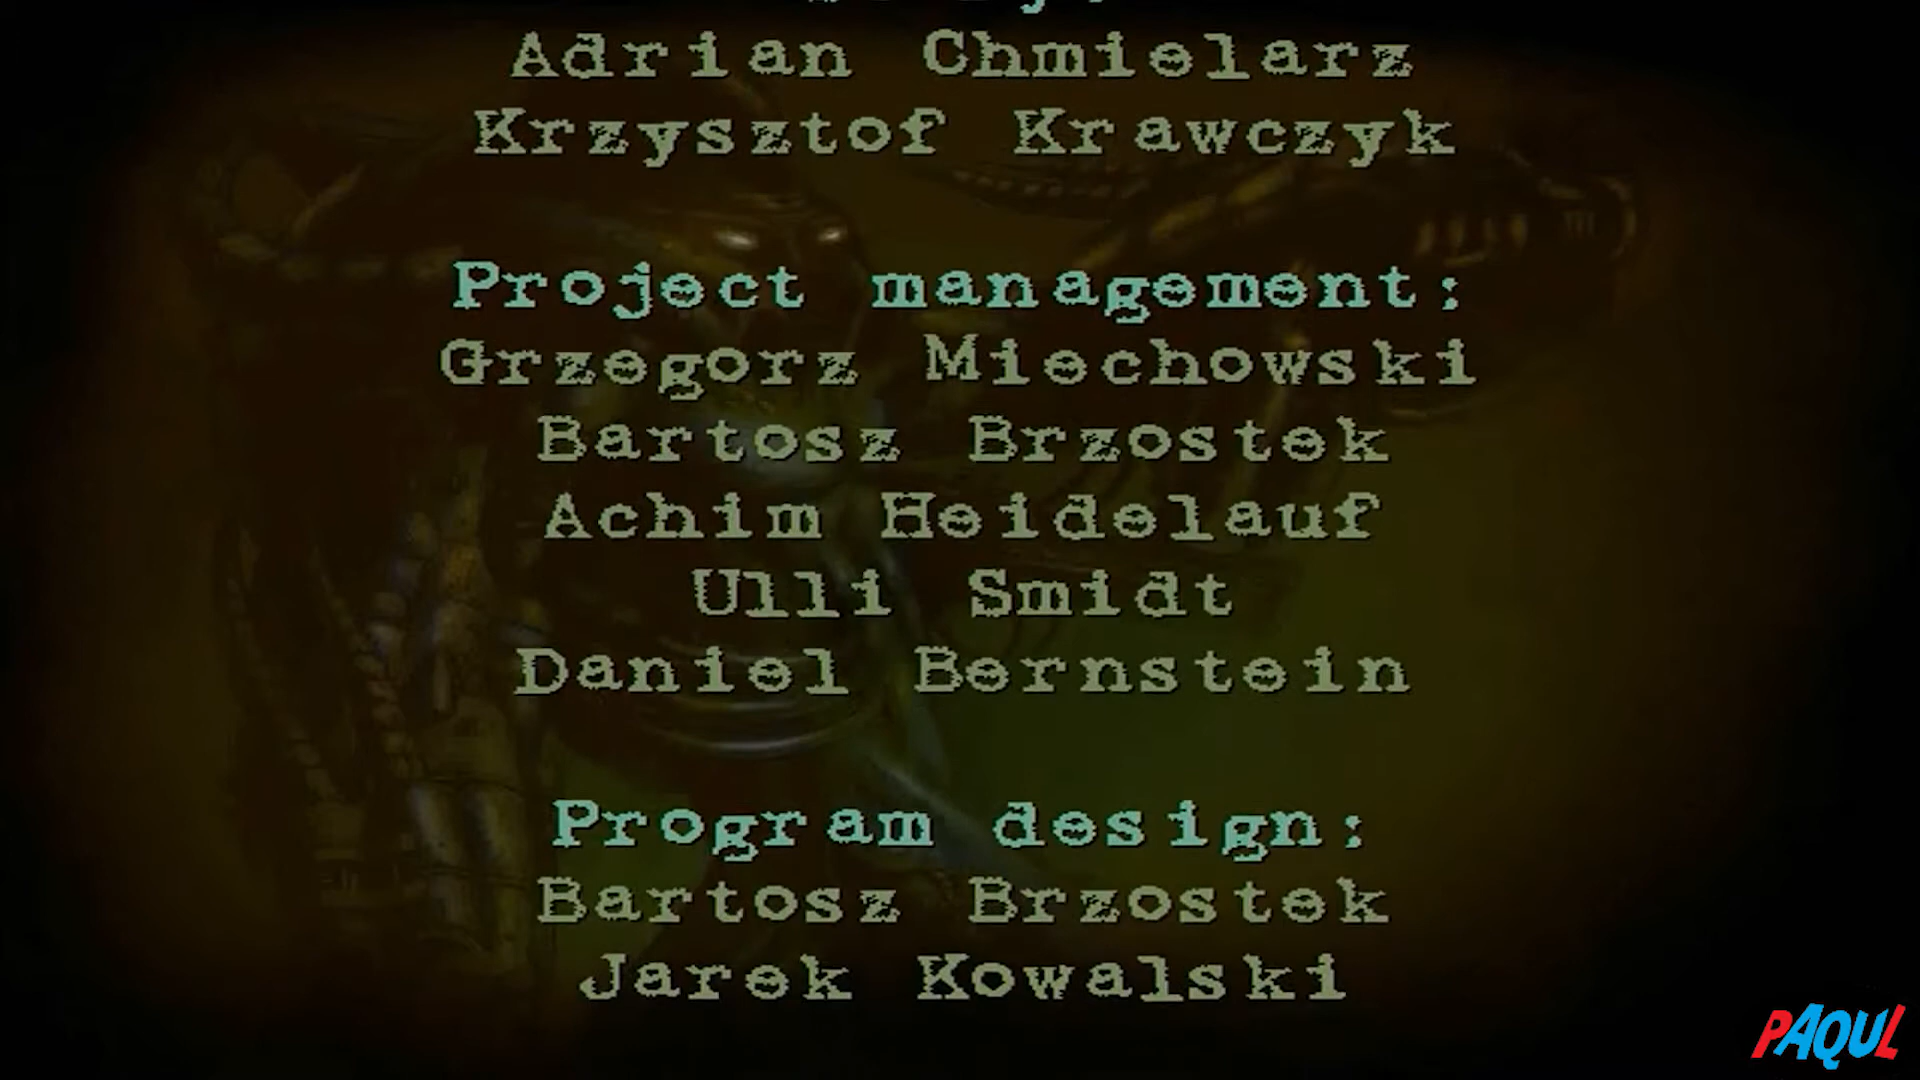 Adrian Chmielarz
Krzysztof Krawczyk
Project management:
Grzegorz Miechowski
Bartosz Brzostek
Achim Heidelauf
Ulli Smidt
Daniel Bernstein
Program design:
Bartosz Brzostek
Jarek Kowalski
PAQUL